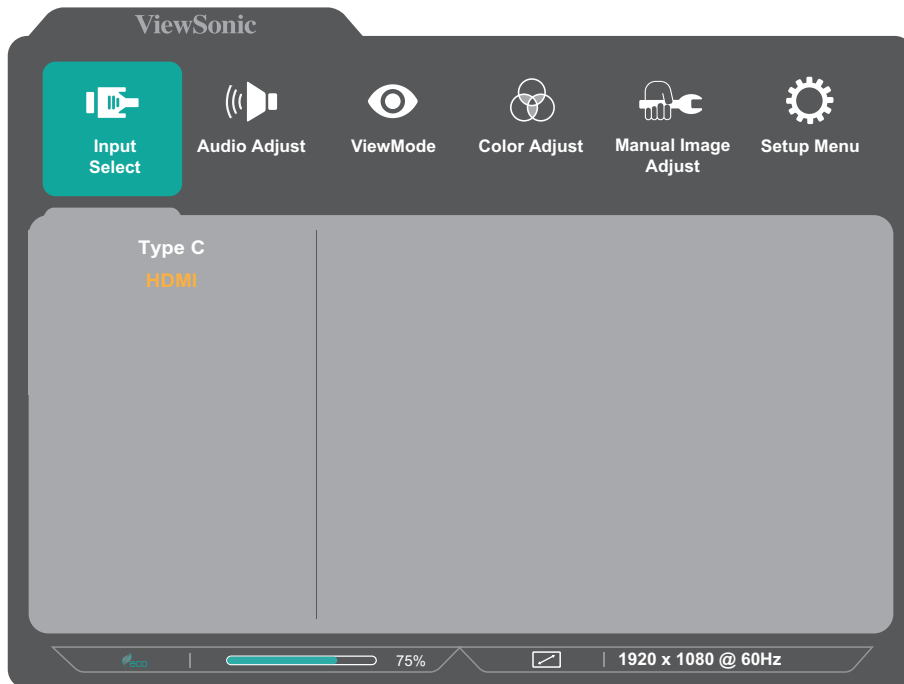 ViewSonic
Input
Select
Audio Adjust
ViewMode
Color Adjust
Manual Image
Adjust
Setup Menu
Type C
HDMI
eco
75%
1920 x 1080 @ 60Hz